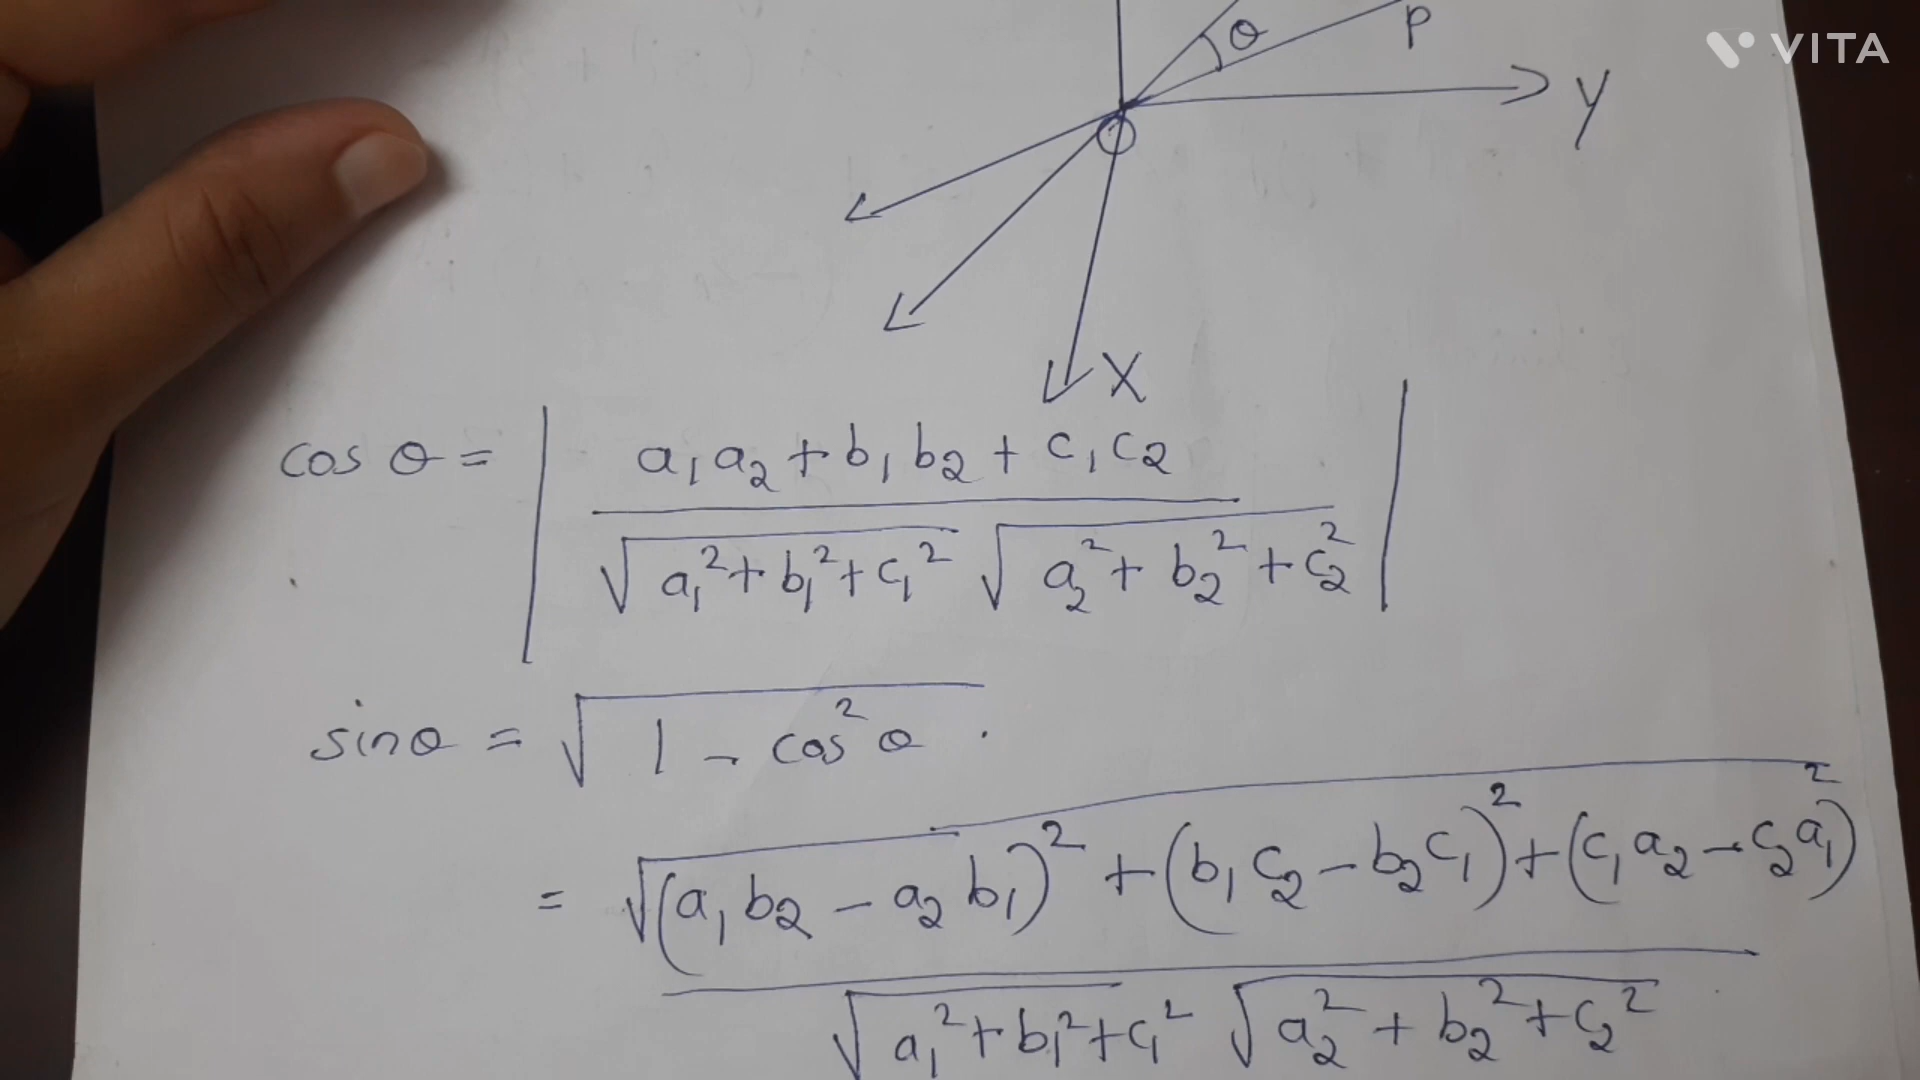 θ P
VITA
y
X
cos θ = | a₁a₂ + b₁b₂ + c₁c₂ / √a₁² + b₁² + c₁² √a₂² + b₂² + c₂² |
sinθ = √1 - cos²θ .
= √(a₁b₂ - a₂b₁)² + (b₁c₂ - b₂c₁)² + (c₁a₂ - c₂a₁)²
√a₁² + b₁² + c₁² √a₂² + b₂² + c₂²